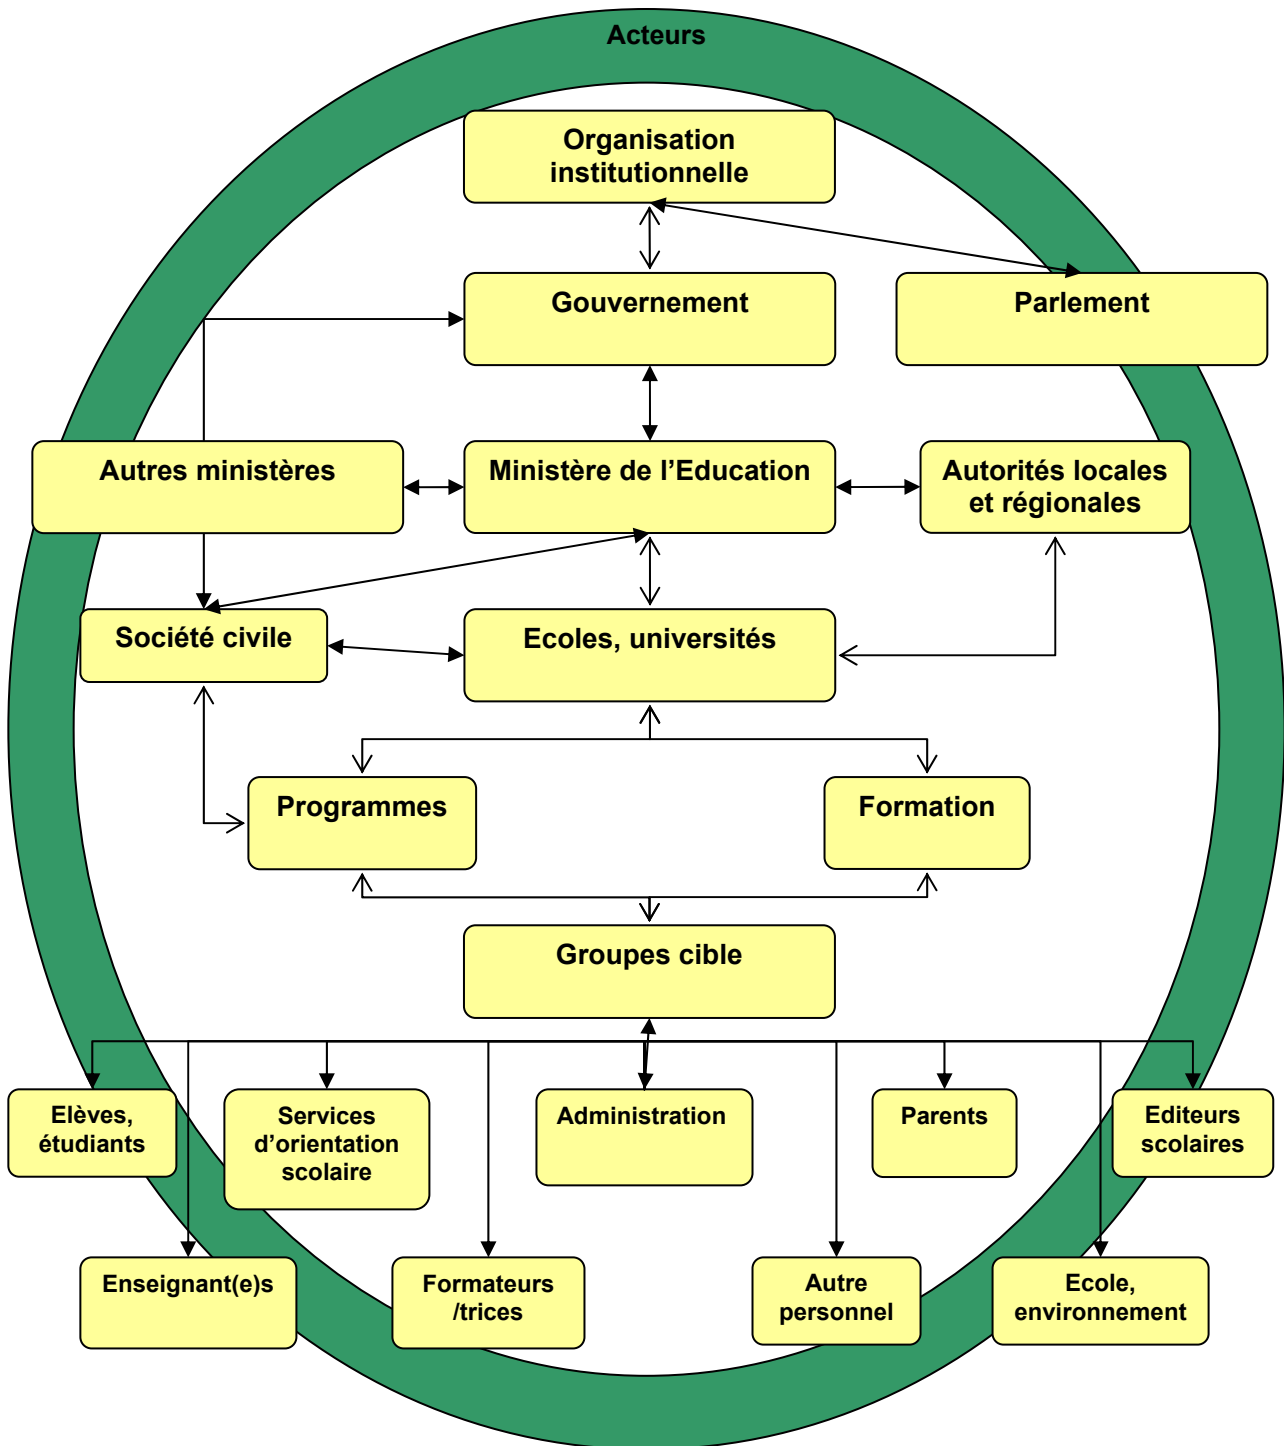 Acteurs
Organisation
institutionnelle
Gouvernement
Parlement
Autres ministères
Ministère de l’Education
Autorités locales
et régionales
Société civile
Ecoles, universités
Programmes
Formation
Groupes cible
Elèves,
étudiants
Services
d’orientation
scolaire
Administration
Parents
Editeurs
scolaires
Enseignant(e)s
Formateurs
/trices
Autre
personnel
Ecole,
environnement